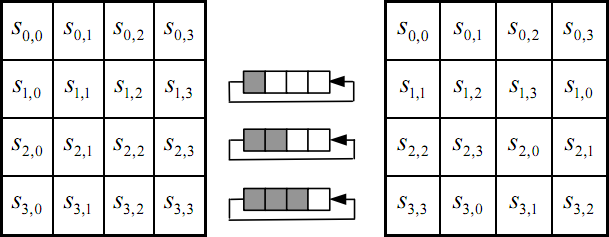 s0,0 s0,1 s0,2 s0,3 s0,0 s0,1 s0,2 s0,3
s1,0 s1,1 s1,2 s1,3 s1,1 s1,2 s1,3 s1,0
s2,0 s2,1 s2,2 s2,3 s2,2 s2,3 s2,0 s2,1
s3,0 s3,1 s3,2 s3,3 s3,3 s3,0 s3,1 s3,2